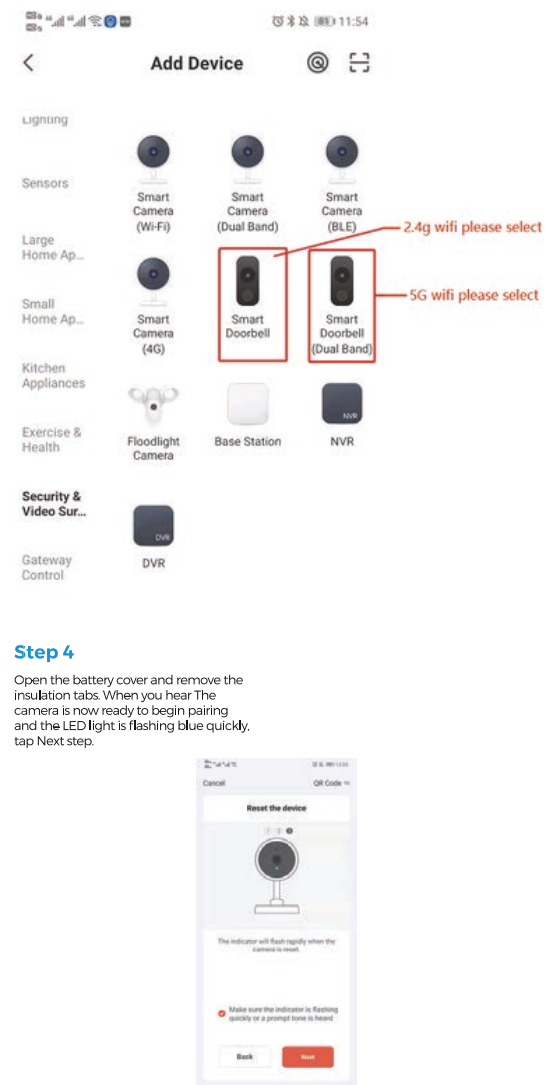 11:54
Add Device
Lighting
Sensors
Large
Home Ap...
Small
Home Ap...
Kitchen
Appliances
Exercise &
Health
Security &
Video Sur...
Gateway
Control
Smart
Camera
(Wi-Fi)
Smart
Camera
(Dual Band)
Smart
Camera
(BLE)
Smart
Camera
(4G)
Smart
Doorbell
Smart
Doorbell
(Dual Band)
2.4g wifi please select
5G wifi please select
Floodlight
Camera
Base Station
NVR
NVR
DVR
DVR
Step 4
Open the battery cover and remove the
insulation tabs. When you hear The
camera is now ready to begin pairing
and the LED light is flashing blue quickly,
tap Next step.
Cancel
QR Code
Reset the device
The indicator will flash rapidly when the
camera is reset.
Make sure the indicator is flashing
quickly or a prompt tone is heard
Back
Next